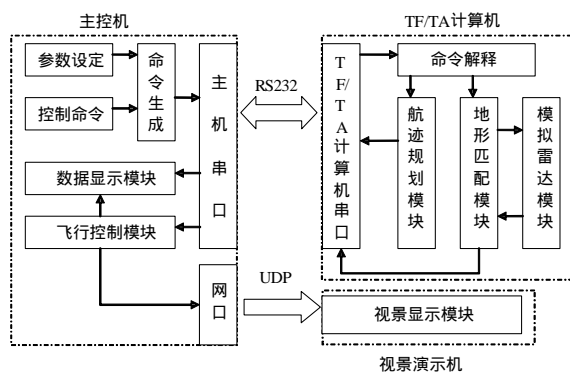 主控机
TF/TA计算机
参数设定
控制命令
命令生成
主机串口
RS232
TF/TA计算机串口
命令解释
航迹规划模块
地形匹配模块
模拟雷达模块
数据显示模块
飞行控制模块
网口
UDP
视景显示模块
视景演示机